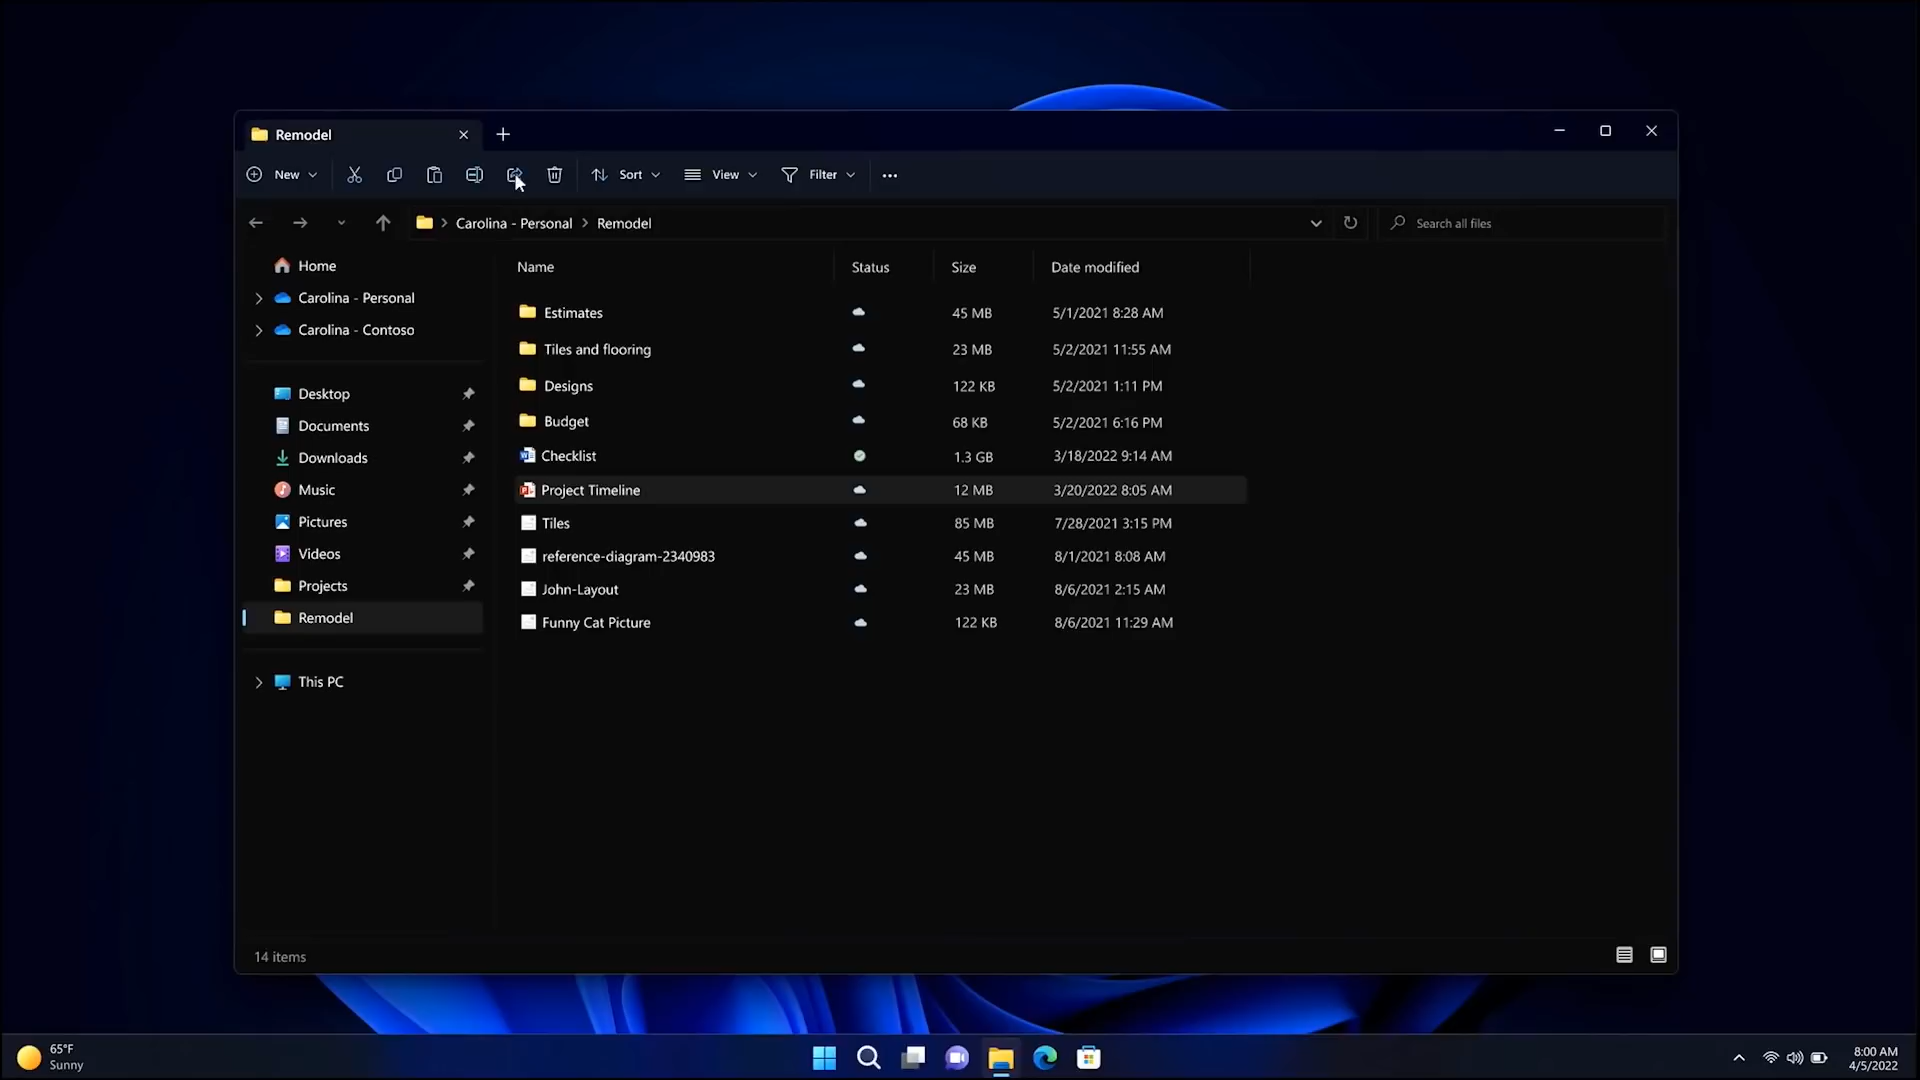 Remodel
New
Sort
View
Filter
Carolina - Personal
Remodel
Search all files
Home
Carolina - Personal
Carolina - Contoso
Desktop
Documents
Downloads
Music
Pictures
Videos
Projects
Remodel
This PC
Name Status Size Date modified
Estimates 45 MB 5/1/2021 8:28 AM
Tiles and flooring 23 MB 5/2/2021 11:55 AM
Designs 122 KB 5/2/2021 1:11 PM
Budget 68 KB 5/2/2021 6:16 PM
Checklist 1.3 GB 3/18/2022 9:14 AM
Project Timeline 12 MB 3/20/2022 8:05 AM
Tiles 85 MB 7/28/2021 3:15 PM
reference-diagram-2340983 45 MB 8/1/2021 8:08 AM
John-Layout 23 MB 8/6/2021 2:15 AM
Funny Cat Picture 122 KB 8/6/2021 11:29 AM
14 items
65°F
Sunny
8:00 AM
4/5/2022